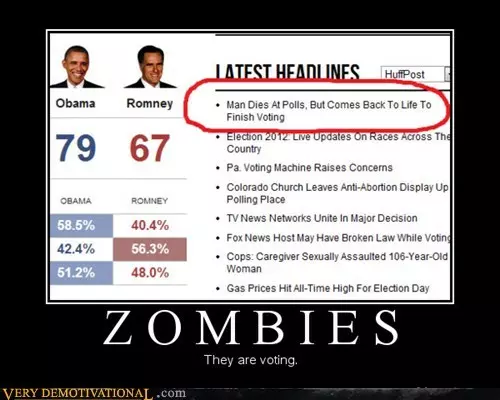 LATEST HEADLINES
HuffPost
Obama
Romney
79
67
OBAMA
ROMNEY
58.5%
40.4%
42.4%
56.3%
51.2%
48.0%
Man Dies At Polls, But Comes Back To Life To
Finish Voting
Election 2012: Live Updates On Races Across The
Country
Pa. Voting Machine Raises Concerns
Colorado Church Leaves Anti-Abortion Display Up
Polling Place
TV News Networks Unite In Major Decision
Fox News Host May Have Broken Law While Voting
Cops: Caregiver Sexually Assaulted 106-Year-Old
Woman
Gas Prices Hit All-Time High For Election Day
ZOMBIES
They are voting.
VERY DEMOTIVATIONAL.com